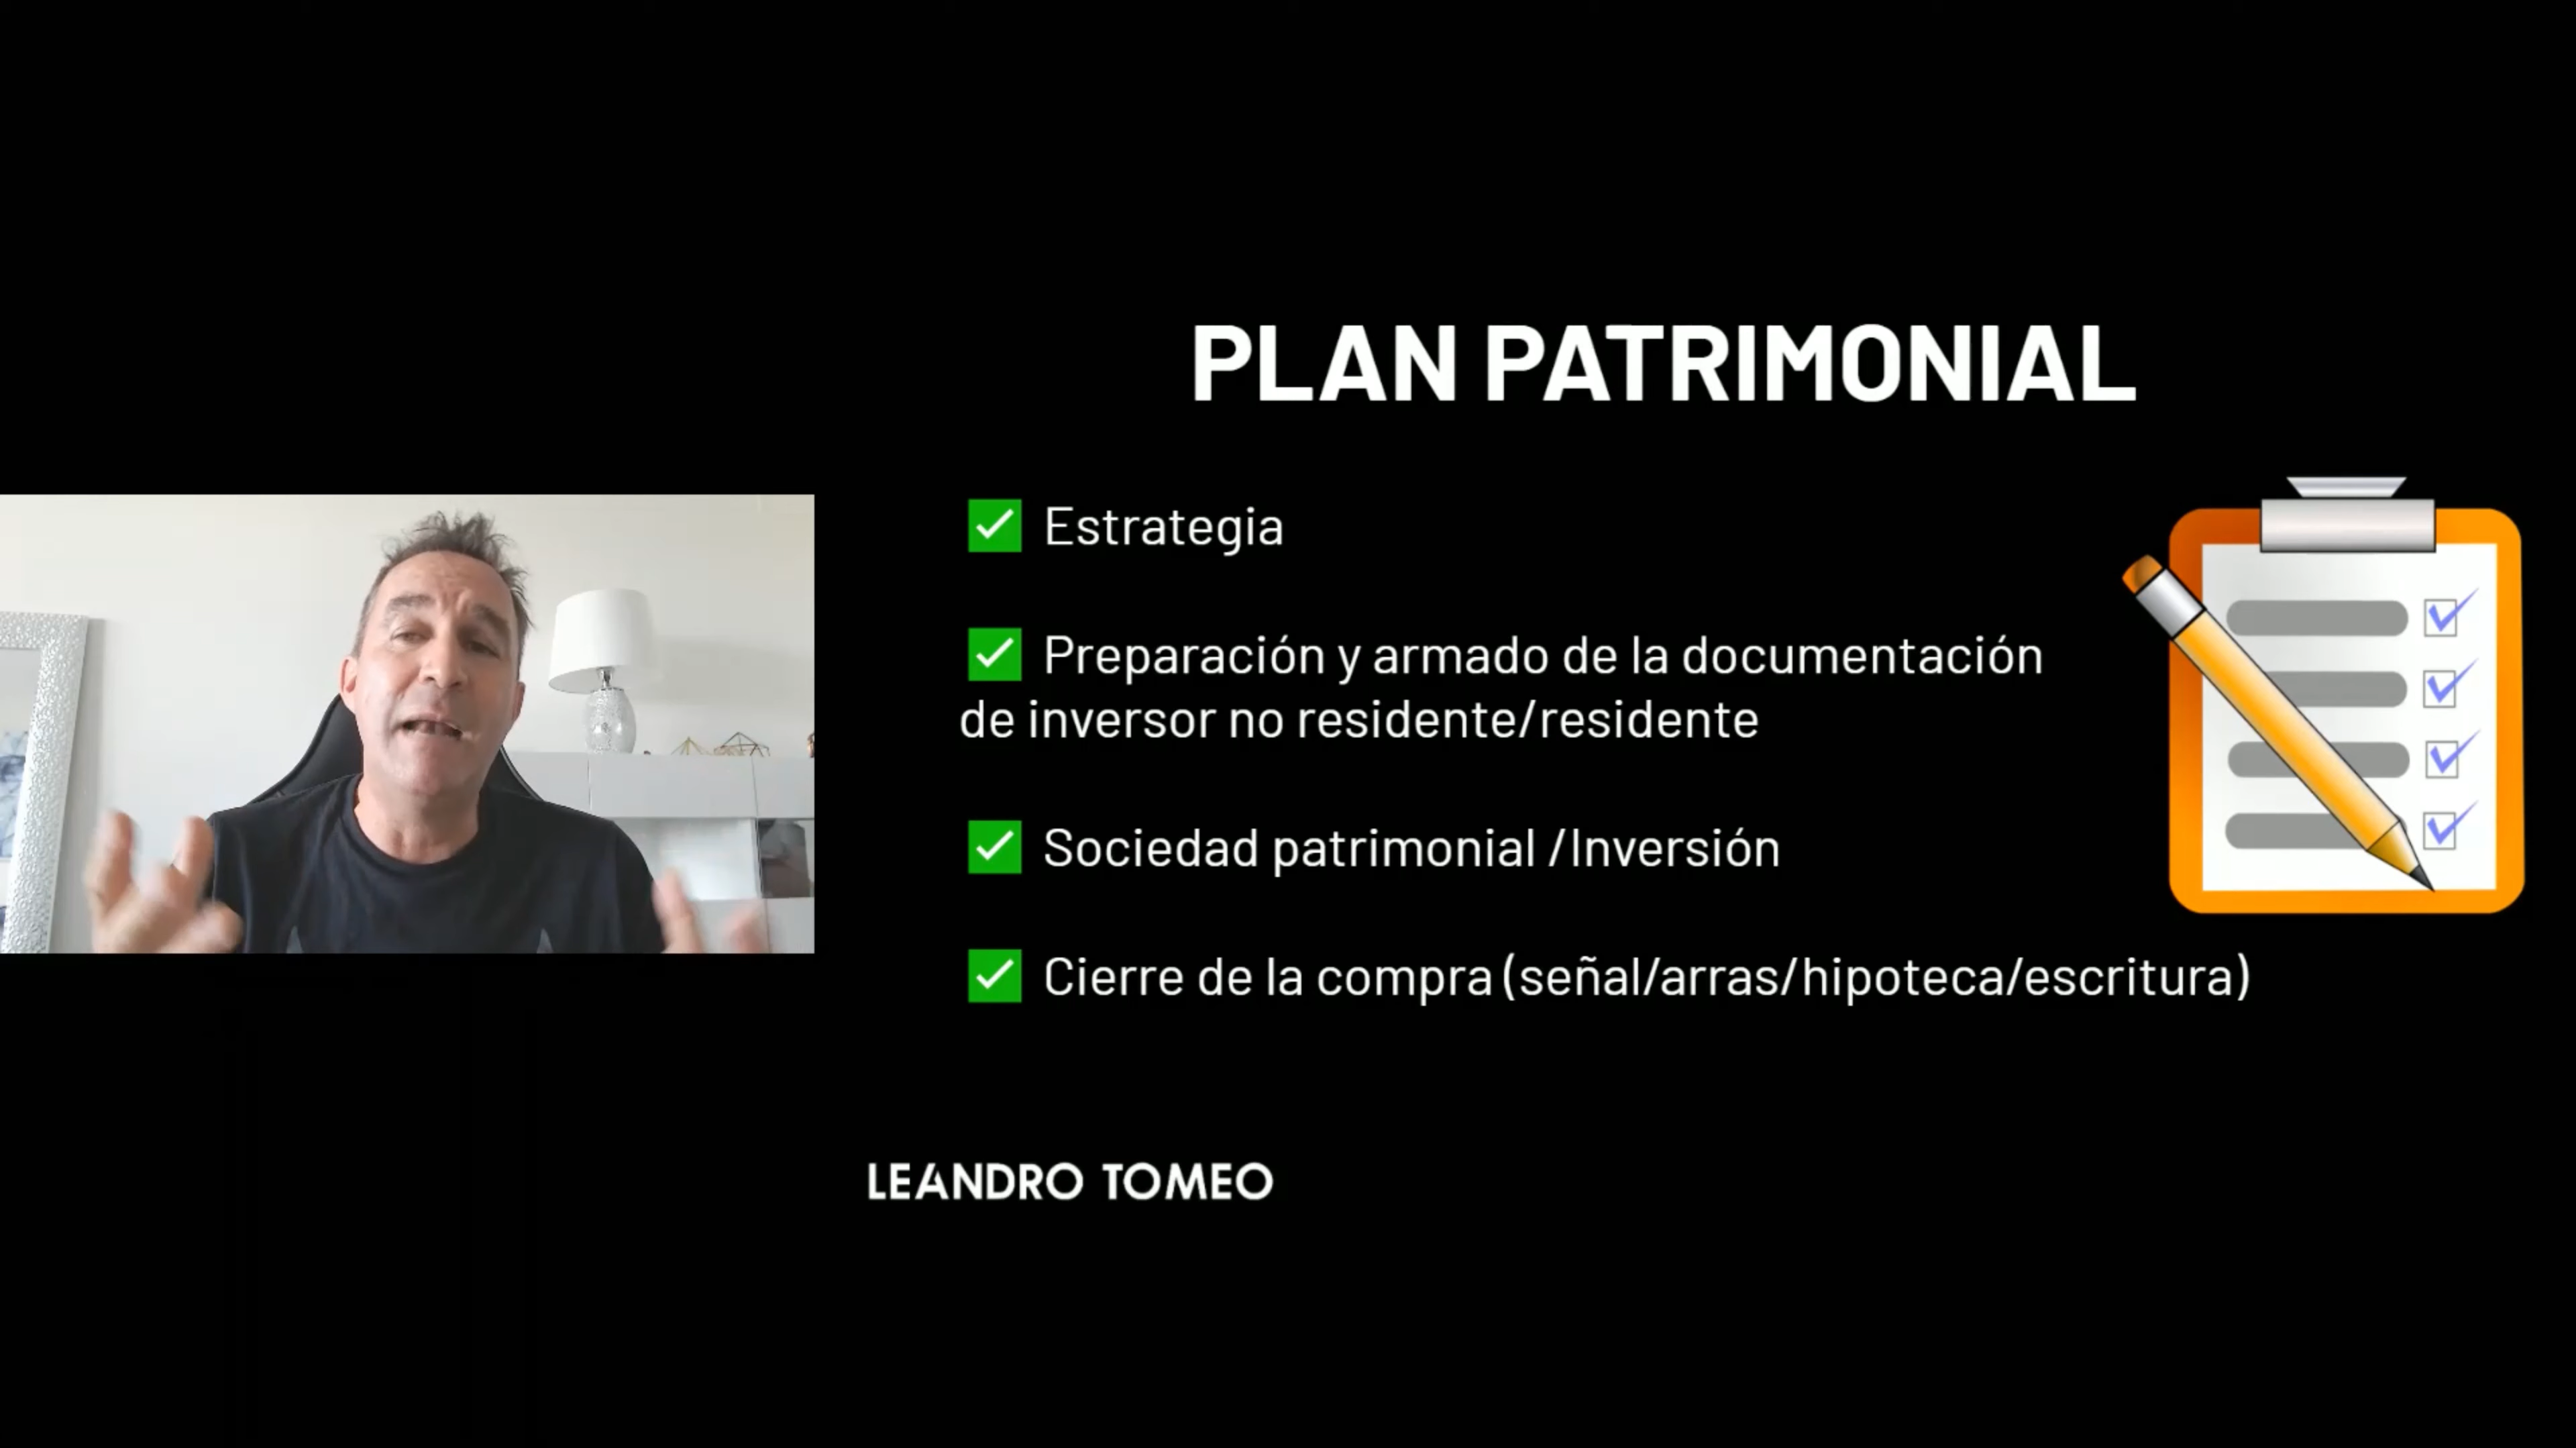 PLAN PATRIMONIAL
✅ Estrategia
✅ Preparación y armado de la documentación
de inversor no residente/residente
✅ Sociedad patrimonial /Inversión
✅ Cierre de la compra (señal/arras/hipoteca/escritura)
LEANDRO TOMEO